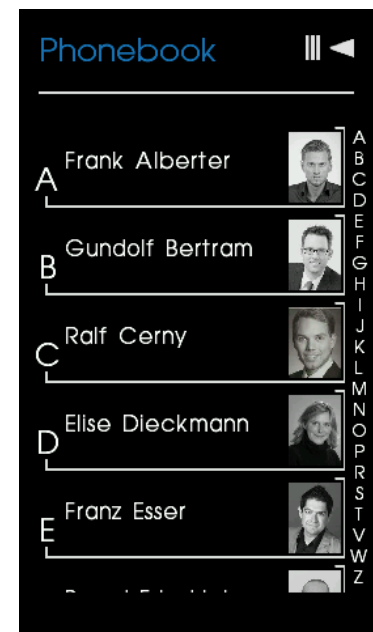 Phonebook
A Frank Alberter
B Gundolf Bertram
C Ralf Cerny
D Elise Dieckmann
E Franz Esser
A
B
C
D
E
F
G
H
I
J
K
L
M
N
O
P
R
S
T
V
W
Z